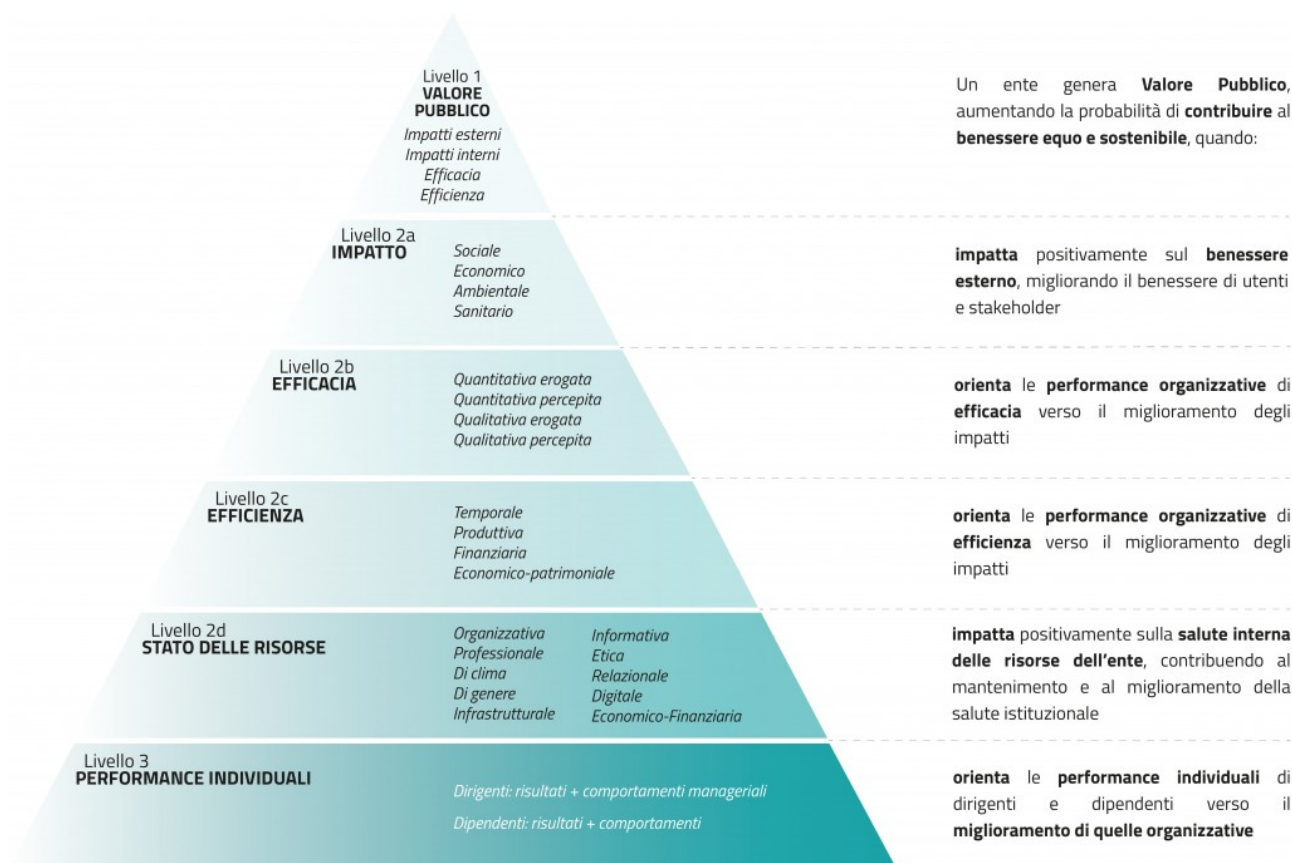 Livello 1
VALORE
PUBBLICO
Impatti esterni
Impatti interni
Efficacia
Efficienza
Un ente genera Valore Pubblico,
aumentando la probabilità di contribuire al
benessere equo e sostenibile, quando:
Livello 2a
IMPATTO
Sociale
Economico
Ambientale
Sanitario
impatta positivamente sul benessere
esterno, migliorando il benessere di utenti
e stakeholder
Livello 2b
EFFICACIA
Quantitativa erogata
Quantitativa percepita
Qualitativa erogata
Qualitativa percepita
orienta le performance organizzative di
efficacia verso il miglioramento degli
impatti
Livello 2c
EFFICIENZA
Temporale
Produttiva
Finanziaria
Economico-patrimoniale
orienta le performance organizzative di
efficienza verso il miglioramento degli
impatti
Livello 2d
STATO DELLE RISORSE
Organizzativa
Professionale
Di clima
Di genere
Infrastrutturale
Informativa
Etica
Relazionale
Digitale
Economico-Finanziaria
impatta positivamente sulla salute interna
delle risorse dell'ente, contribuendo al
mantenimento e al miglioramento della
salute istituzionale
Livello 3
PERFORMANCE INDIVIDUALI
Dirigenti: risultati + comportamenti manageriali
Dipendenti: risultati + comportamenti
orienta le performance individuali di
dirigenti e dipendenti verso il
miglioramento di quelle organizzative